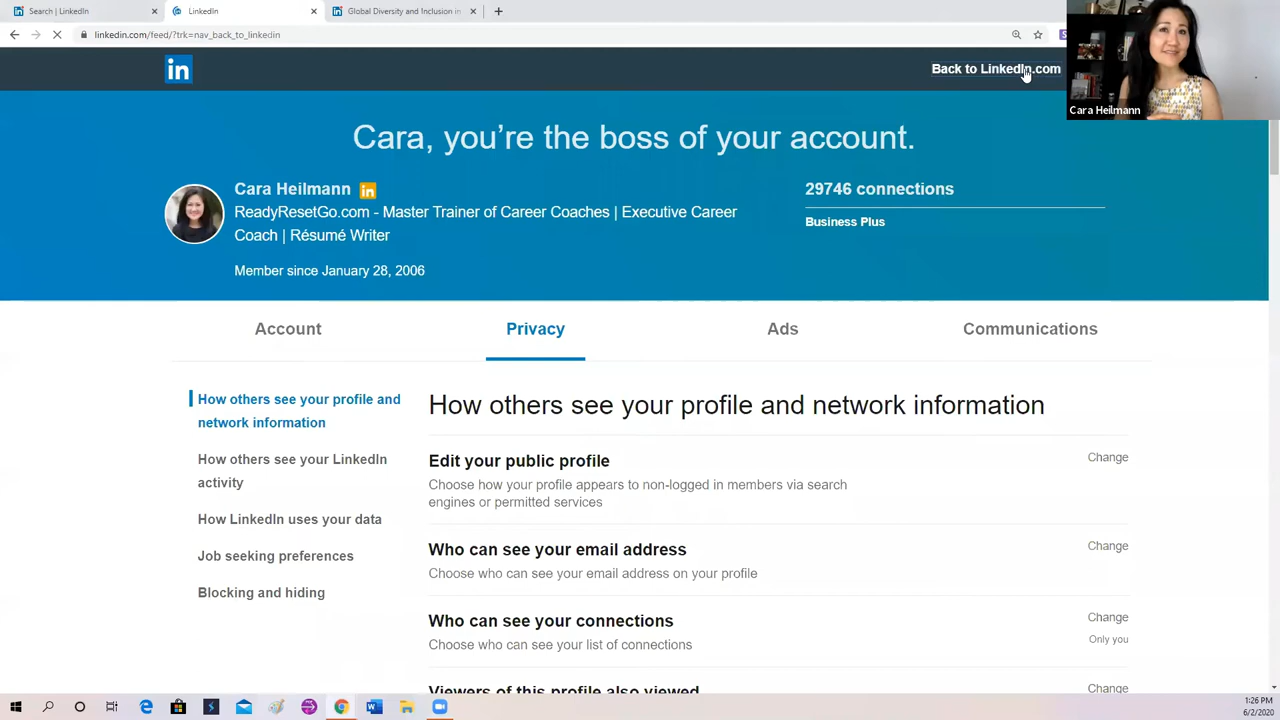 Search | LinkedIn
LinkedIn
Global Diversity and Inclusion in
linkedin.com/feed/?trk=nav_back_to_linkedin
in
Back to LinkedIn.com
Cara Heilmann
Cara, you're the boss of your account.
Cara Heilmann in
ReadyResetGo.com - Master Trainer of Career Coaches | Executive Career
Coach | Résumé Writer
Member since January 28, 2006
29746 connections
Business Plus
Account
Privacy
Ads
Communications
How others see your profile and
network information
How others see your LinkedIn
activity
How LinkedIn uses your data
Job seeking preferences
Blocking and hiding
How others see your profile and network information
Edit your public profile
Change
Choose how your profile appears to non-logged in members via search
engines or permitted services
Who can see your email address
Change
Choose who can see your email address on your profile
Who can see your connections
Change
Choose who can see your list of connections
Only you
Viewers of this profile also viewed
Change
1:26 PM
6/2/2020